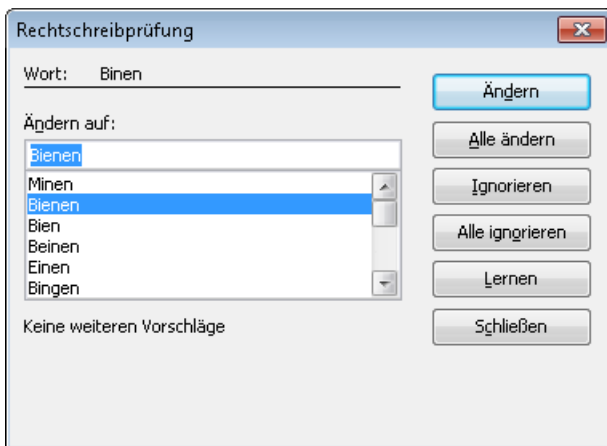 Rechtschreibprüfung
Wort: Binen
Ändern auf:
Bienen
Minen
Bienen
Bien
Beinen
Einen
Bingen
Keine weiteren Vorschläge
Ändern
Alle ändern
Ignorieren
Alle ignorieren
Lernen
Schließen